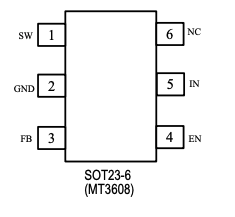 SW 1 6 NC
GND 2 5 IN
FB 3 4 EN
SOT23-6
(MT3608)